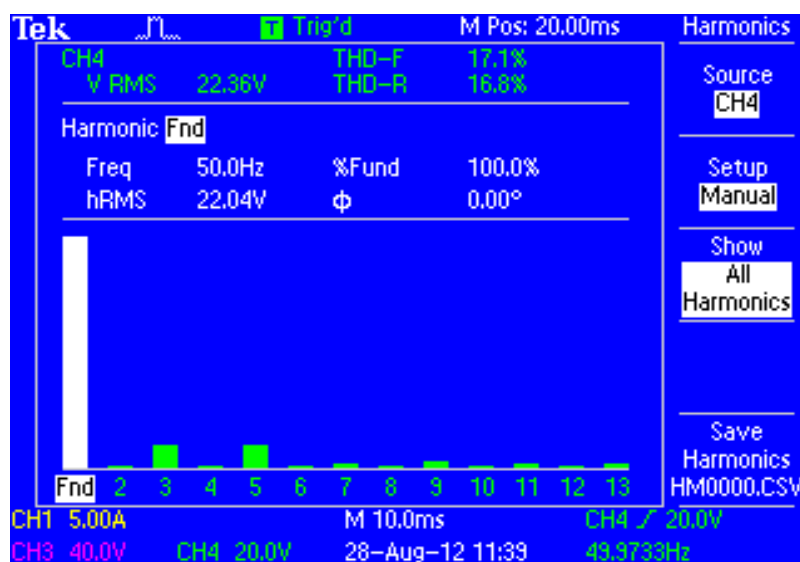 Tek T Trig'd M Pos: 20.00ms Harmonics
CH4 THD-F 17.1%
V RMS 22.36V THD-R 16.8%
Source
CH4
Harmonic Fnd
Freq 50.0Hz %Fund 100.0%
hRMS 22.04V ϕ 0.00°
Setup
Manual
Show
All
Harmonics
Save
Harmonics
HM0000.CSV
Fnd 2 3 4 5 6 7 8 9 10 11 12 13
CH1 5.00A M 10.0ms CH4 / 20.0V
CH3 40.0V CH4 20.0V 28-Aug-12 11:39 49.9733Hz